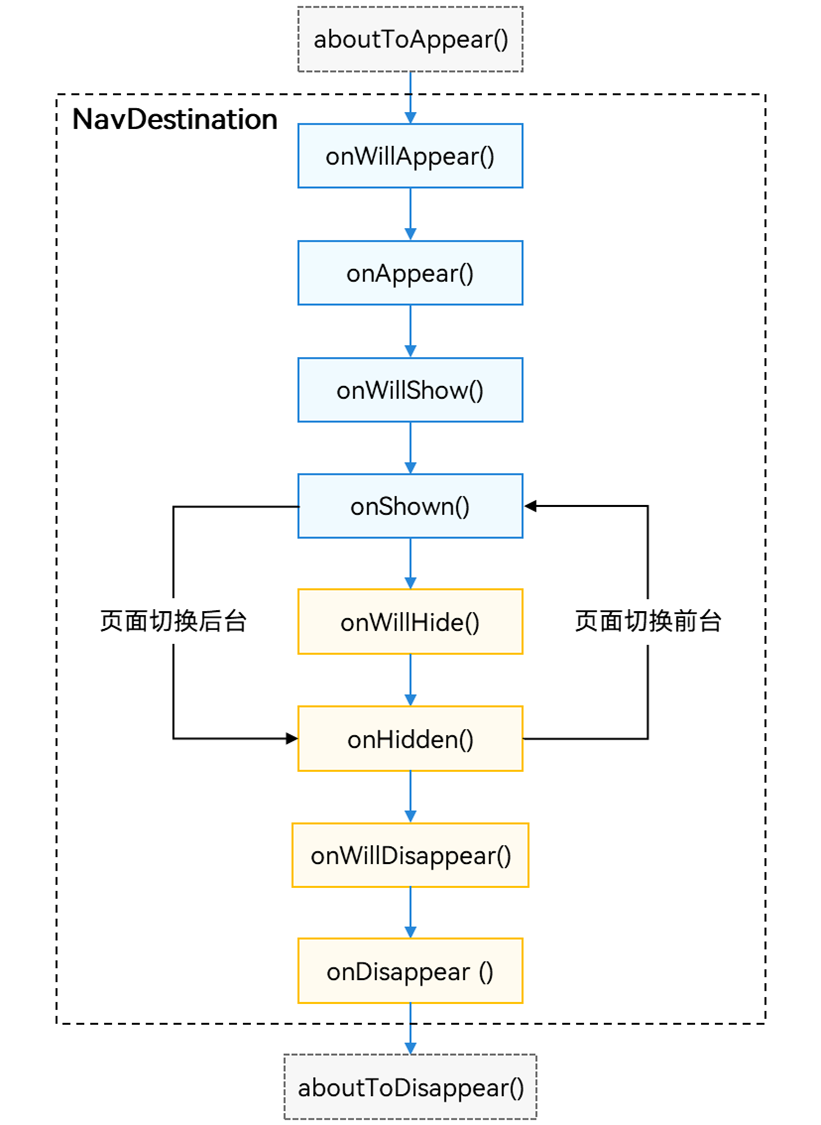 aboutToAppear()
NavDestination
onWillAppear()
onAppear()
onWillShow()
onShown()
页面切换后台
onWillHide()
页面切换前台
onHidden()
onWillDisappear()
onDisappear ()
aboutToDisappear()